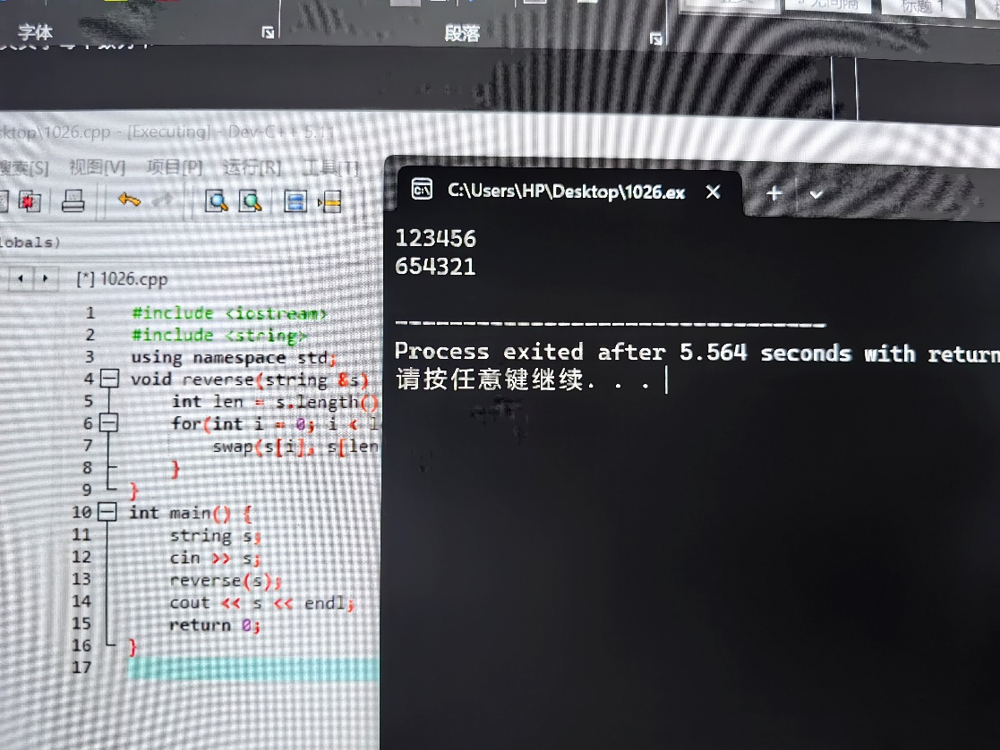 字体
段落
标题 1
ktop\1026.cpp - [Executing] - Dev-C++ 5.11
搜索[S] 视图[V] 项目[P] 运行[R] 工具[T]
C:\Users\HP\Desktop\1026.ex
lobals)
[*] 1026.cpp
1 #include <iostream>
2 #include <string>
3 using namespace std;
4 void reverse(string &s)
5 int len = s.length()
6 for(int i = 0; i < l
7 swap(s[i], s[len
8 }
9 }
10 int main() {
11 string s;
12 cin >> s;
13 reverse(s);
14 cout << s << endl;
15 return 0;
16 }
17
123456
654321
--------------------------------
Process exited after 5.564 seconds with return
请按任意键继续. . .